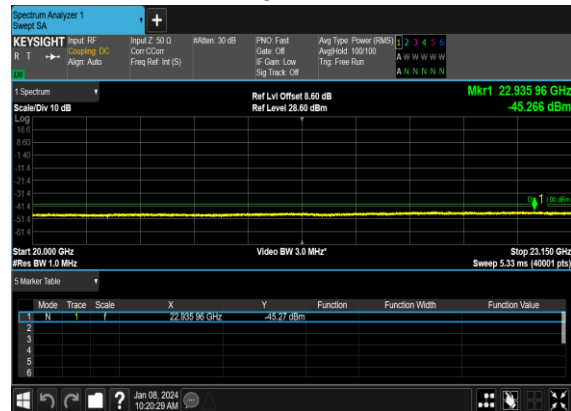 Spectrum Analyzer 1
Swept SA
+
KEYSIGHT Input: RF Input Z: 50 Ω #Atten: 30 dB PNO: Fast Avg Type: Power (RMS) 1 2 3 4 5 6
R T Coupling: DC Corr CCorr Gate: Off Avg|Hold: 100/100 A W W W W W
Align: Auto Freq Ref: Int (S) IF Gain: Low Trig: Free Run
LW Sig Track: Off A N N N N N
1 Spectrum Ref Lvl Offset 8.60 dB Mkr1 22.935 96 GHz
Scale/Div 10 dB Ref Level 28.60 dBm -45.266 dBm
Log
18.6
8.60
-1.40
-11.4
-21.4
-31.4
1
-41.4
-51.4
-61.4
Start 20.000 GHz Video BW 3.0 MHz* Stop 23.150 GHz
#Res BW 1.0 MHz Sweep 5.33 ms (40001 pts)
5 Marker Table
Mode Trace Scale X Y Function Function Width Function Value
1 N 1 f 22.935 96 GHz -45.27 dBm
2
3
4
5
6
? Jan 08, 2024
10:20:29 AM